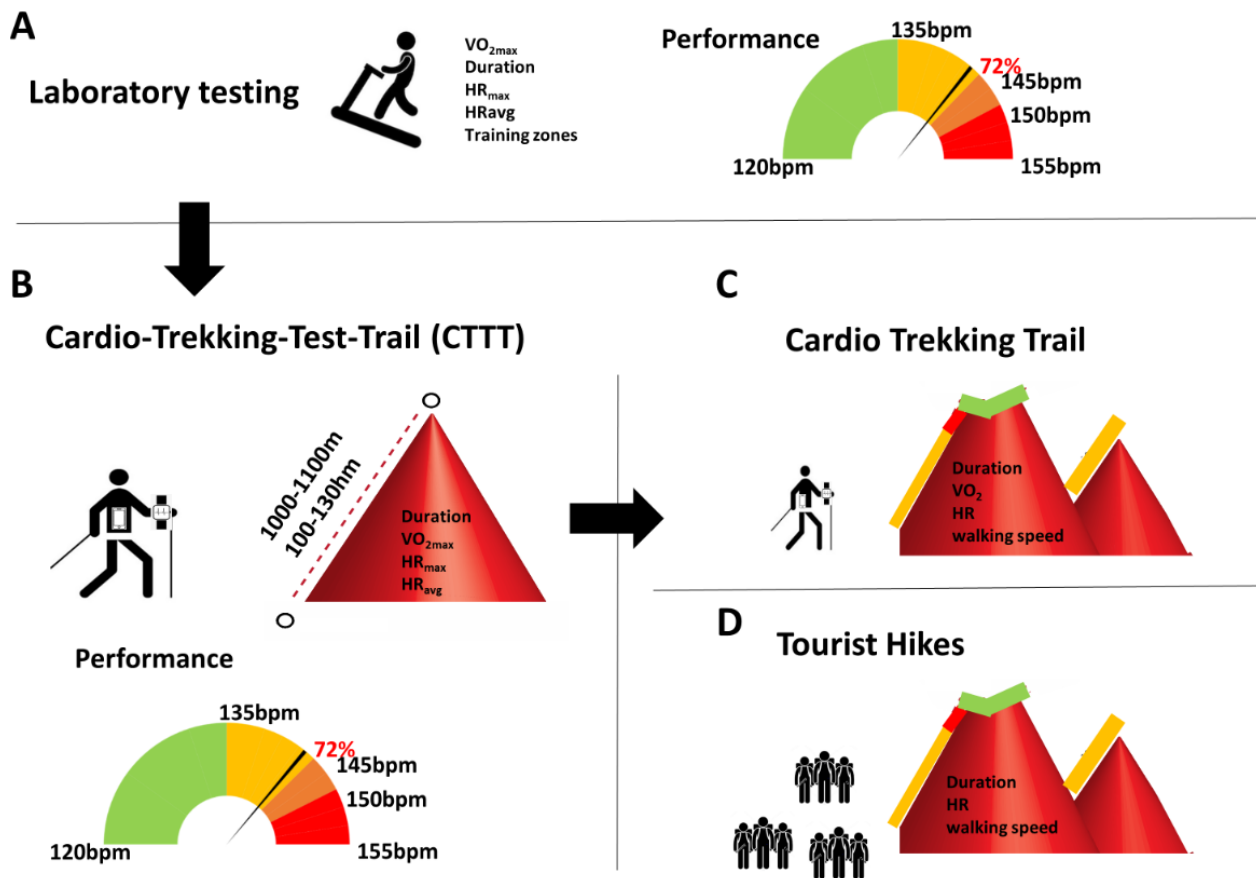 A
Laboratory testing
VO2max
Duration
HRmax
HRavg
Training zones
Performance
135bpm
72%
145bpm
150bpm
120bpm
155bpm
B
Cardio-Trekking-Test-Trail (CTTT)
1000-1100m
100-130hm
Duration
VO2max
HRmax
HRavg
Performance
135bpm
72%
145bpm
150bpm
120bpm
155bpm
C
Cardio Trekking Trail
Duration
VO2
HR
walking speed
D
Tourist Hikes
Duration
HR
walking speed